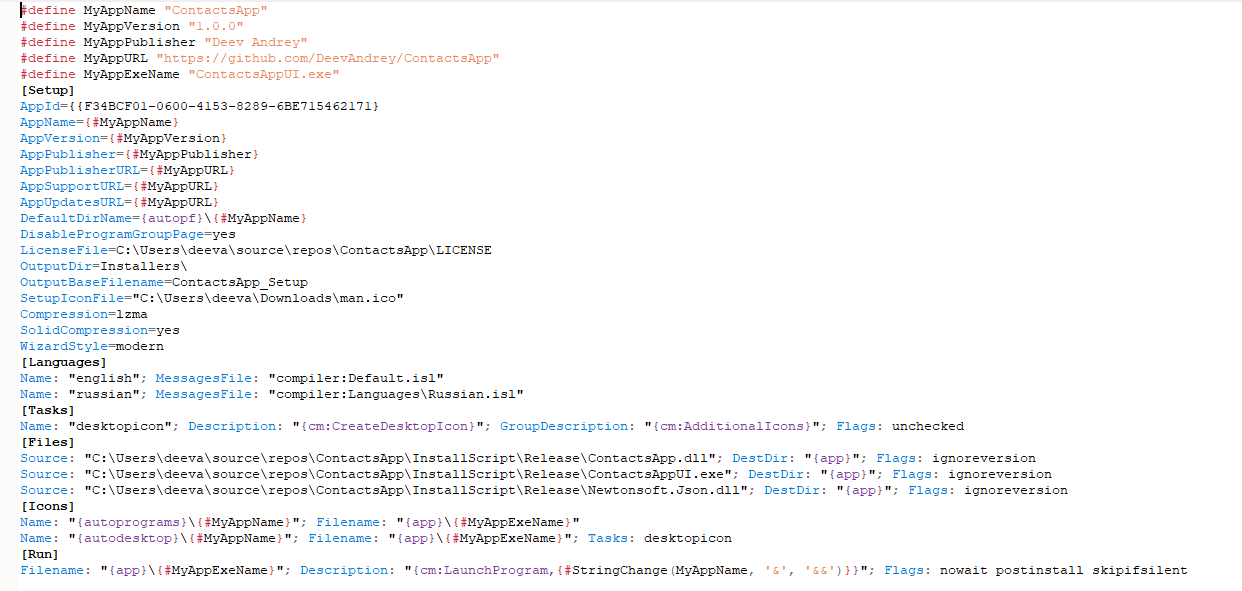 #define MyAppName "ContactsApp"
#define MyAppVersion "1.0.0"
#define MyAppPublisher "Deev Andrey"
#define MyAppURL "https://github.com/DeevAndrey/ContactsApp"
#define MyAppExeName "ContactsAppUI.exe"
[Setup]
AppId={{F34BCF01-0600-4153-8289-6BE715462171}
AppName={#MyAppName}
AppVersion={#MyAppVersion}
AppPublisher={#MyAppPublisher}
AppPublisherURL={#MyAppURL}
AppSupportURL={#MyAppURL}
AppUpdatesURL={#MyAppURL}
DefaultDirName={autopf}\{#MyAppName}
DisableProgramGroupPage=yes
LicenseFile=C:\Users\deeva\source\repos\ContactsApp\LICENSE
OutputDir=Installers\
OutputBaseFilename=ContactsApp_Setup
SetupIconFile="C:\Users\deeva\Downloads\man.ico"
Compression=lzma
SolidCompression=yes
WizardStyle=modern
[Languages]
Name: "english"; MessagesFile: "compiler:Default.isl"
Name: "russian"; MessagesFile: "compiler:Languages\Russian.isl"
[Tasks]
Name: "desktopicon"; Description: "{cm:CreateDesktopIcon}"; GroupDescription: "{cm:AdditionalIcons}"; Flags: unchecked
[Files]
Source: "C:\Users\deeva\source\repos\ContactsApp\InstallScript\Release\ContactsApp.dll"; DestDir: "{app}"; Flags: ignoreversion
Source: "C:\Users\deeva\source\repos\ContactsApp\InstallScript\Release\ContactsAppUI.exe"; DestDir: "{app}"; Flags: ignoreversion
Source: "C:\Users\deeva\source\repos\ContactsApp\InstallScript\Release\Newtonsoft.Json.dll"; DestDir: "{app}"; Flags: ignoreversion
[Icons]
Name: "{autoprograms}\{#MyAppName}"; Filename: "{app}\{#MyAppExeName}"
Name: "{autodesktop}\{#MyAppName}"; Filename: "{app}\{#MyAppExeName}"; Tasks: desktopicon
[Run]
Filename: "{app}\{#MyAppExeName}"; Description: "{cm:LaunchProgram,{#StringChange(MyAppName, '&', '&&')}}"; Flags: nowait postinstall skipifsilent